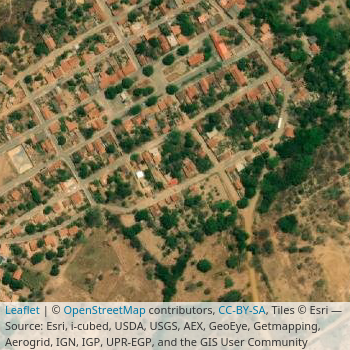 Leaflet | © OpenStreetMap contributors, CC-BY-SA, Tiles © Esri —
Source: Esri, i-cubed, USDA, USGS, AEX, GeoEye, Getmapping,
Aerogrid, IGN, IGP, UPR-EGP, and the GIS User Community